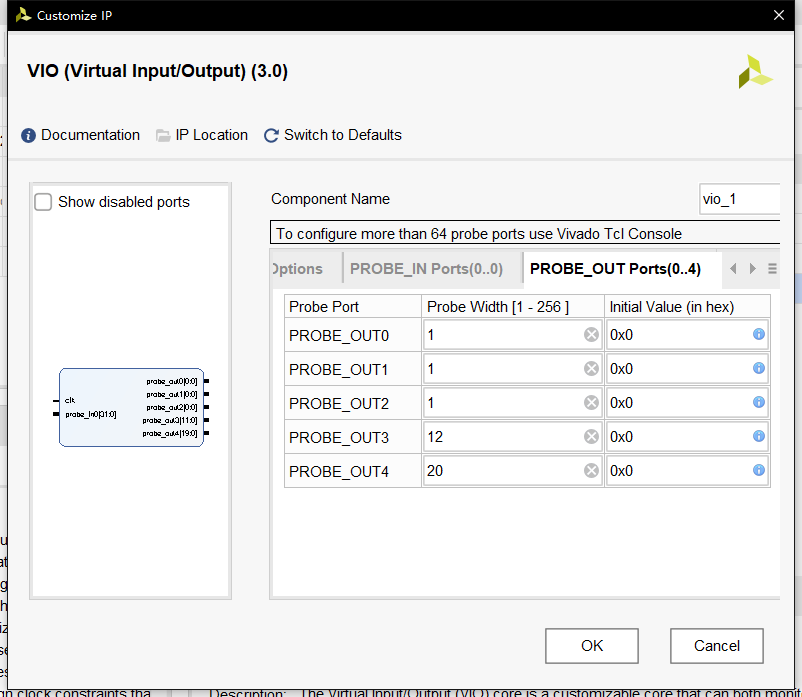 Customize IP
VIO (Virtual Input/Output) (3.0)
Documentation IP Location Switch to Defaults
Show disabled ports
Component Name vio_1
To configure more than 64 probe ports use Vivado Tcl Console
Options PROBE_IN Ports(0..0) PROBE_OUT Ports(0..4)
Probe Port Probe Width [1 - 256 ] Initial Value (in hex)
PROBE_OUT0 1 0x0
PROBE_OUT1 1 0x0
PROBE_OUT2 1 0x0
PROBE_OUT3 12 0x0
PROBE_OUT4 20 0x0
clk
probe_in0[31:0]
probe_out0[0:0]
probe_out1[0:0]
probe_out2[0:0]
probe_out3[11:0]
probe_out4[19:0]
OK Cancel
gn clock constraints tha
Description: The Virtual Input/Output (VIO) core is a customizable core that can both monit